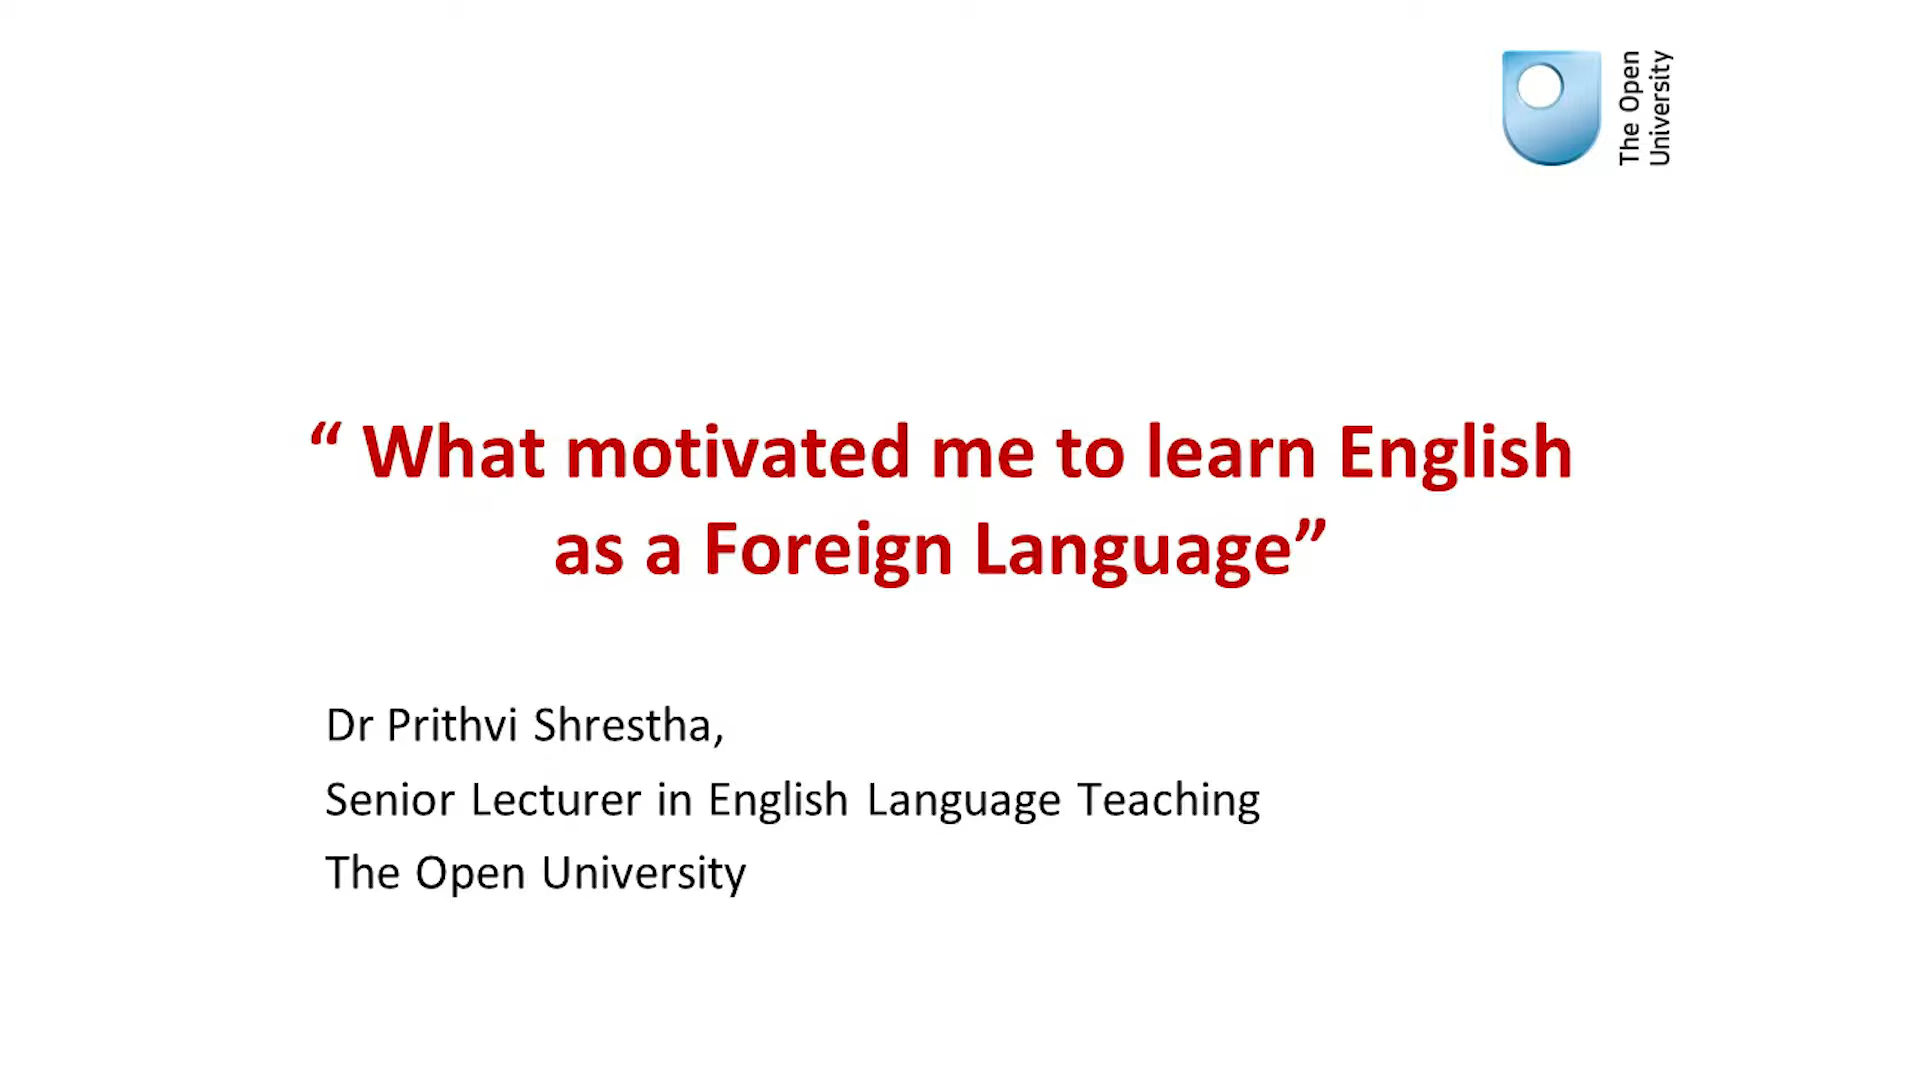 The Open
University
“ What motivated me to learn English
as a Foreign Language”
Dr Prithvi Shrestha,
Senior Lecturer in English Language Teaching
The Open University